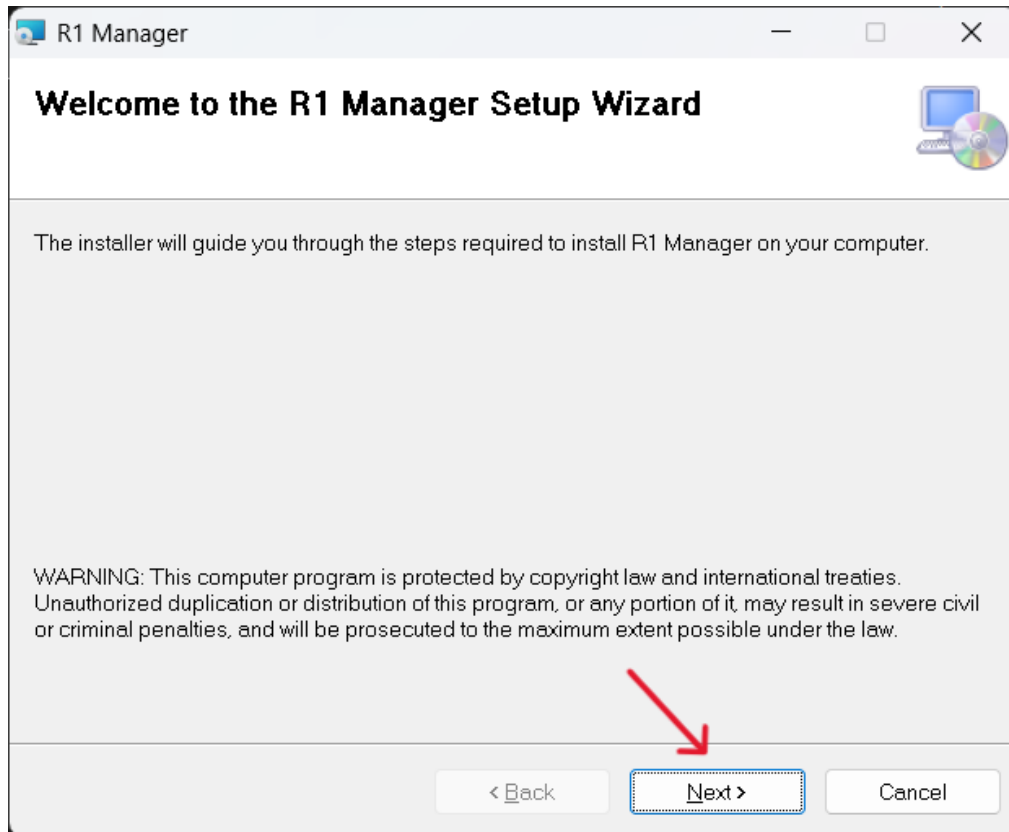 R1 Manager
Welcome to the R1 Manager Setup Wizard
The installer will guide you through the steps required to install R1 Manager on your computer.
WARNING: This computer program is protected by copyright law and international treaties.
Unauthorized duplication or distribution of this program, or any portion of it, may result in severe civil
or criminal penalties, and will be prosecuted to the maximum extent possible under the law.
< Back
Next >
Cancel